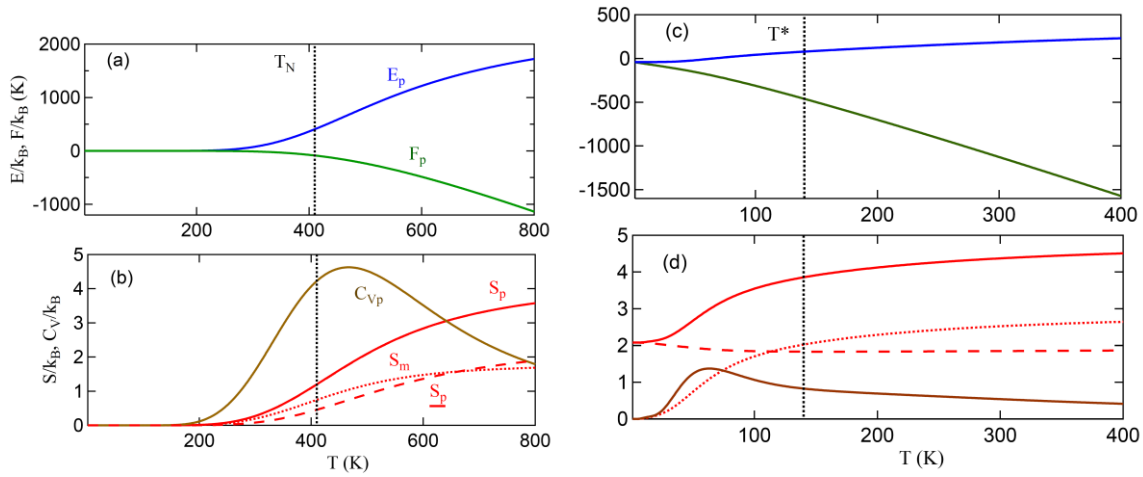 (a)
T_N
E_p
F_p
E/k_B, F/k_B (K)
2000
1000
0
-1000
200
400
600
800
(c)
T*
500
0
-500
-1000
-1500
100
200
300
400
(b)
C_Vp
S_p
S_m
S_p
S/k_B, C_V/k_B
5
4
3
2
1
0
200
400
600
800
T (K)
(d)
5
4
3
2
1
0
100
200
300
400
T (K)